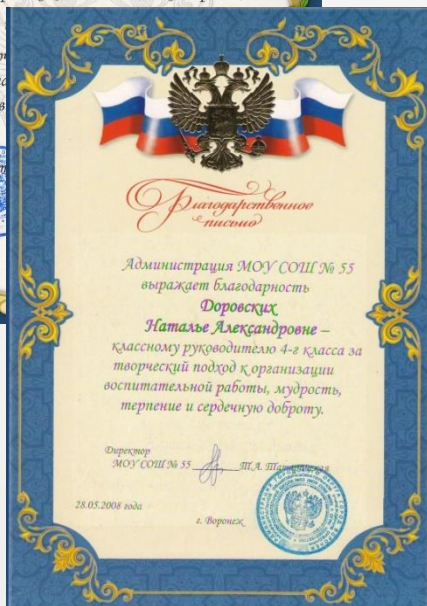 Благодарственное
письмо
Администрация МОУ СОШ № 55
выражает благодарность
Доровских
Наталье Александровне –
классному руководителю 4-г класса за
творческий подход к организации
воспитательной работы, мудрость,
терпение и сердечную доброту.
Директор
МОУ СОШ № 55 Т.А.
28.05.2008 года
г. Воронеж